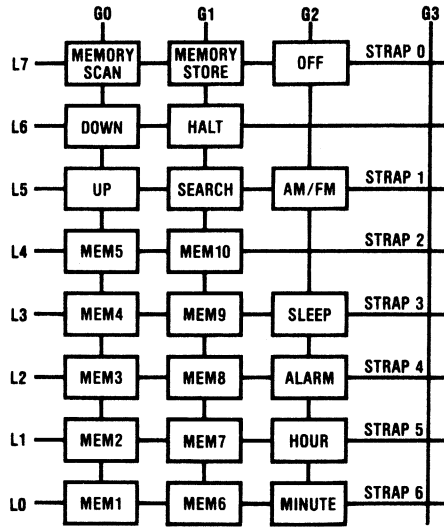 G0 G1 G2 G3
L7 MEMORY SCAN MEMORY STORE OFF STRAP 0
L6 DOWN HALT
L5 UP SEARCH AM/FM STRAP 1
L4 MEM5 MEM10 STRAP 2
L3 MEM4 MEM9 SLEEP STRAP 3
L2 MEM3 MEM8 ALARM STRAP 4
L1 MEM2 MEM7 HOUR STRAP 5
L0 MEM1 MEM6 MINUTE STRAP 6